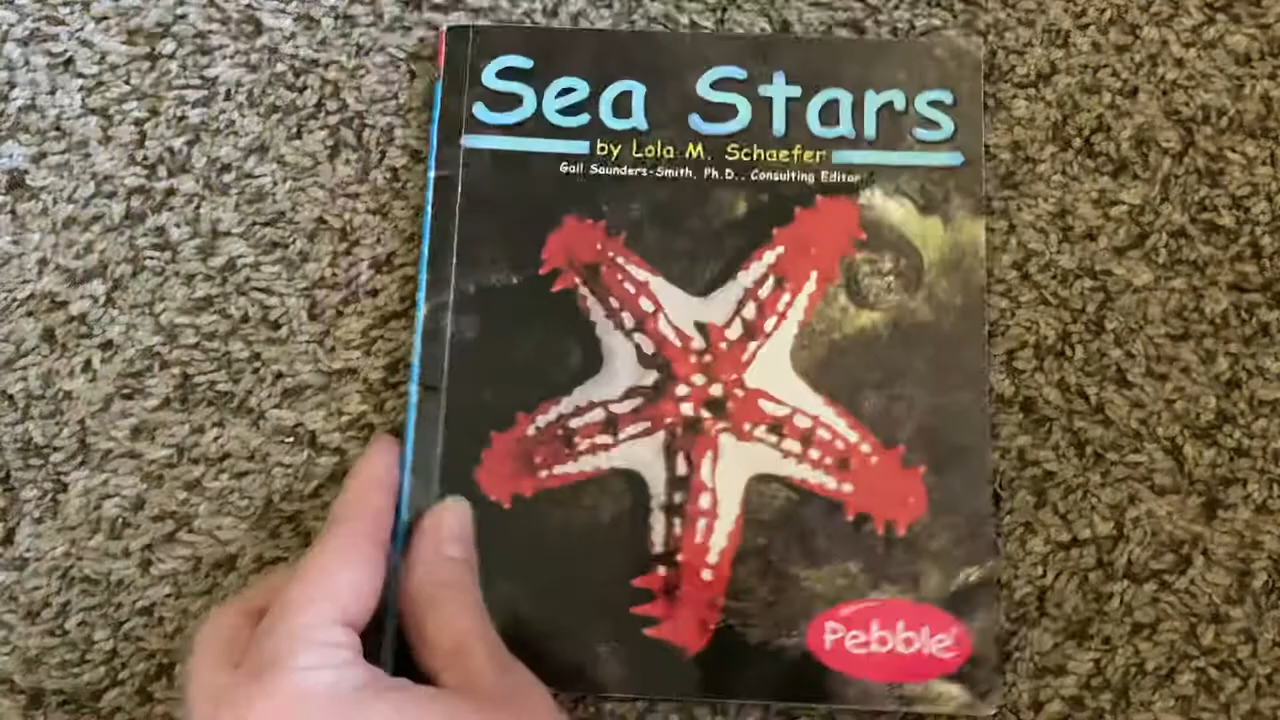 Sea Stars
by Lola M. Schaefer
Gail Saunders-Smith, Ph.D., Consulting Editor
Pebble